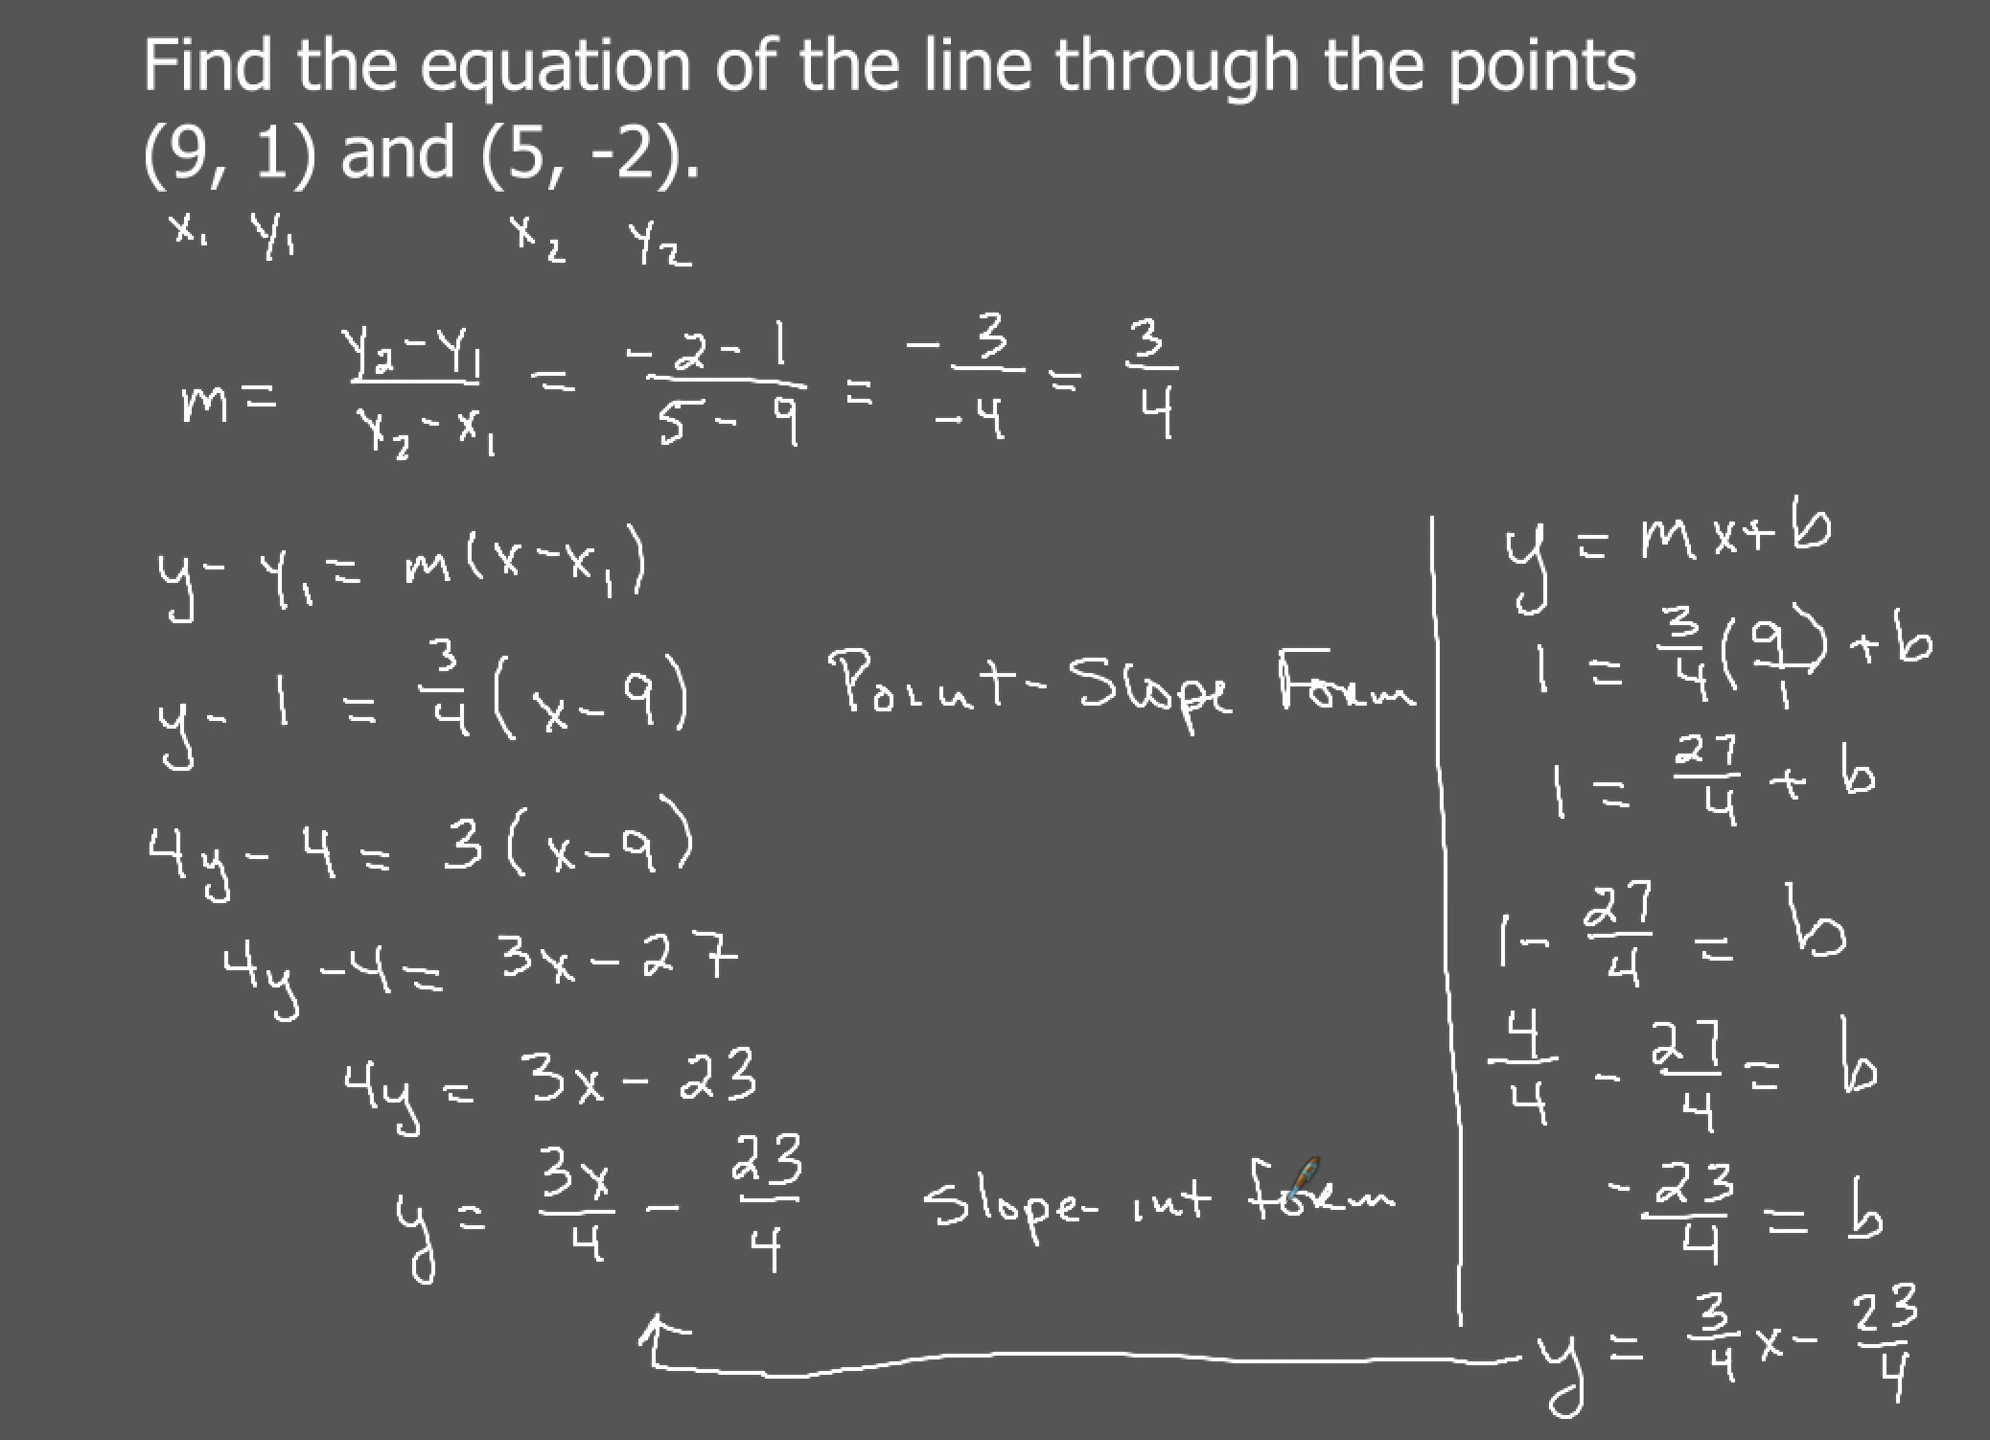 Find the equation of the line through the points
(9, 1) and (5, -2).
x₁ y₁ x₂ y₂
m = (y₂-y₁)/(x₂-x₁) = (-2-1)/(5-9) = (-3)/(-4) = 3/4
y - y₁ = m(x-x₁)
y - 1 = 3/4 (x-9) Point-Slope Form
4y - 4 = 3(x-9)
4y - 4 = 3x - 27
4y = 3x - 23
y = 3x/4 - 23/4 Slope-int form
y = mx+b
1 = 3/4 (9/1) + b
1 = 27/4 + b
1 - 27/4 = b
4/4 - 27/4 = b
-23/4 = b
y = 3/4 x - 23/4